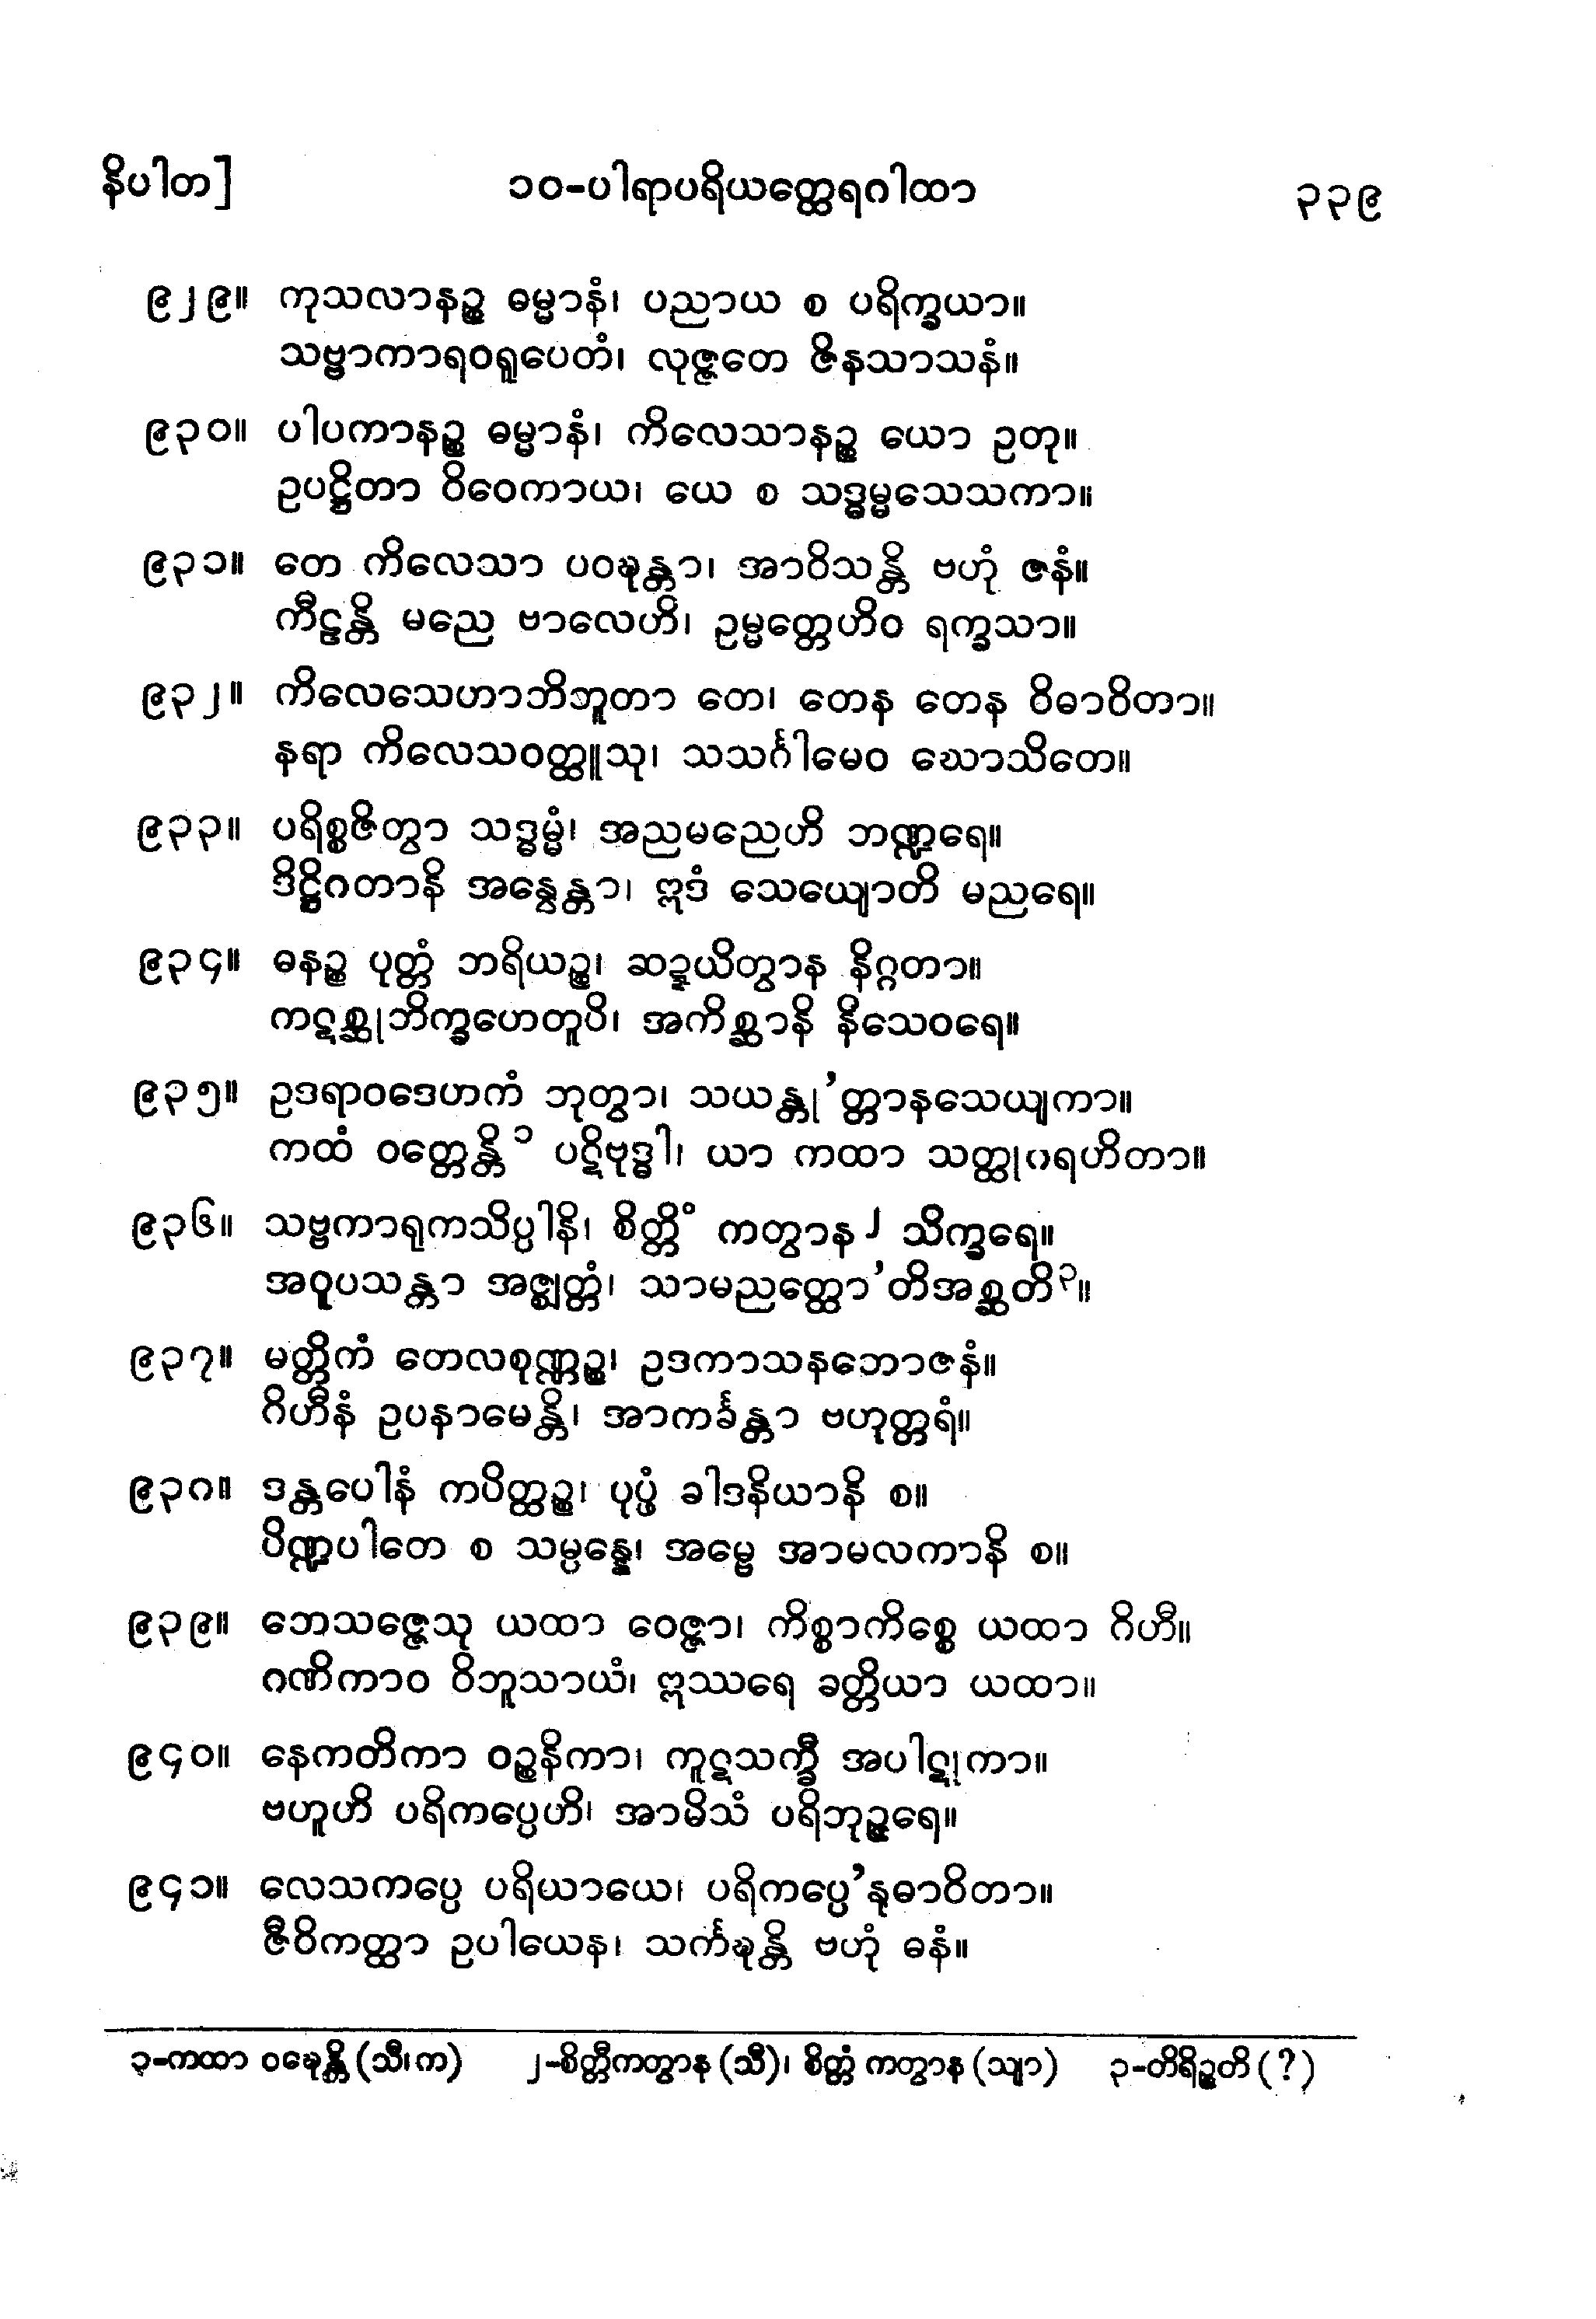 နိပါတ]
၁၀-ပါရာပရိယတ္ထေရဂါထာ
၃၃၉
၉၂၉။ ကုသလာနဉ္စ ဓမ္မာနံ၊ ပညာယ စ ပရိက္ခယာ။
သဗ္ဗာကာရဝရူပေတံ၊ လုဇ္ဇတေ ဇိနသာသနံ။
၉၃၀။ ပါပကာနဉ္စ ဓမ္မာနံ၊ ကိလေသာနဉ္စ ယော ဥတု။
ဥပဋ္ဌိတာ ဝိဝေကာယ၊ ယေ စ သဒ္ဓမ္မသေသကာ။
၉၃၁။ တေ ကိလေသာ ပဝဍ္ဎန္တာ၊ အာဝိသန္တိ ဗဟုံ ဇနံ။
ကီဠန္တိ မညေ ဗာလေဟိ၊ ဥမ္မတ္တေဟိဝ ရက္ခသာ။
၉၃၂။ ကိလေသေဟာဘိဘူတာ တေ၊ တေန တေန ဝိဓာဝိတာ။
နရာ ကိလေသဝတ္ထူသု၊ သသင်္ဂါမေဝ ဃောသိတေ။
၉၃၃။ ပရိစ္စဇိတွာ သဒ္ဓမ္မံ၊ အညမညေဟိ ဘဏ္ဍရေ။
ဒိဋ္ဌိဂတာနိ အန္ဝေန္တာ၊ ဣဒံ သေယျောတိ မညရေ။
၉၃၄။ ဓနဉ္စ ပုတ္တံ ဘရိယဉ္စ၊ ဆဍ္ဍယိတွာန နိဂ္ဂတာ။
ကဋစ္ဆုဘိက္ခဟေတူပိ၊ အကိစ္ဆာနိ နိသေဝရေ။
၉၃၅။ ဥဒရာဝဒေဟကံ ဘုတွာ၊ သယန္တု’တ္တာနသေယျကာ။
ကထံ ဝတ္တေန္တိ၁ ပဋိဗုဒ္ဓါ၊ ယာ ကထာ သတ္ထုဂရဟိတာ။
၉၃၆။ သဗ္ဗကာရုကသိပ္ပါနိ၊ စိတ္တိံ ကတွာန၂ သိက္ခရေ။
အဝူပသန္တာ အဇ္ဈတ္တံ၊ သာမညတ္ထော’တိအစ္ဆတိ၃။
၉၃၇။ မတ္တိကံ တေလစုဏ္ဏဉ္စ၊ ဥဒကာသနဘောဇနံ။
ဂိဟီနံ ဥပနာမေန္တိ၊ အာကင်္ခန္တာ ဗဟုတ္တရံ။
၉၃၈။ ဒန္တပေါနံ ကပိတ္ထဉ္စ၊ ပုပ္ဖံ ခါဒနိယာနိ စ။
ပိဏ္ဍပါတေ စ သမ္ပန္နေ၊ အမ္ဗေ အာမလကာနိ စ။
၉၃၉။ ဘေသဇ္ဇေသု ယထာ ဝေဇ္ဇာ၊ ကိစ္စာကိစ္စေ ယထာ ဂိဟီ။
ဂဏိကာဝ ဝိဘူသာယံ၊ ဣဿရေ ခတ္တိယာ ယထာ။
၉၄၀။ နေကတိကာ ဝဉ္စနိကာ၊ ကူဋသက္ခီ အပါဋုကာ။
ဗဟူဟိ ပရိကပ္ပေဟိ၊ အာမိသံ ပရိဘုဉ္ဇရေ။
၉၄၁။ လေသကပ္ပေ ပရိယာယေ၊ ပရိကပ္ပေ’နုဓာဝိတာ။
ဇီဝိကတ္ထာ ဥပါယေန၊ သင်္ကဍ္ဎန္တိ ဗဟုံ ဓနံ။
၃-ကထာ ဝဍ္ဎေန္တိ (သီ၊ က) ၂-စိတ္တီကတွာန (သီ)၊ စိတ္တံ ကတွာန (သျာ) ၃-တိရိဉ္စတိ (?)